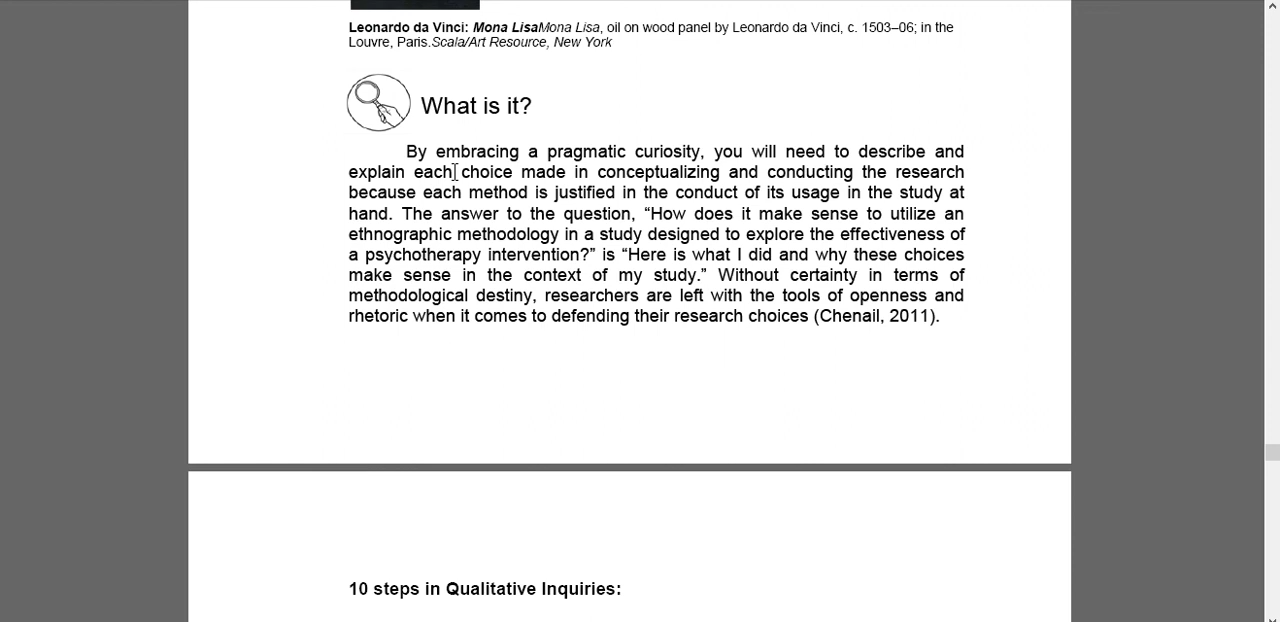 Leonardo da Vinci: Mona LisaMona Lisa, oil on wood panel by Leonardo da Vinci, c. 1503–06; in the
Louvre, Paris.Scala/Art Resource, New York
What is it?
By embracing a pragmatic curiosity, you will need to describe and
explain each choice made in conceptualizing and conducting the research
because each method is justified in the conduct of its usage in the study at
hand. The answer to the question, “How does it make sense to utilize an
ethnographic methodology in a study designed to explore the effectiveness of
a psychotherapy intervention?” is “Here is what I did and why these choices
make sense in the context of my study.” Without certainty in terms of
methodological destiny, researchers are left with the tools of openness and
rhetoric when it comes to defending their research choices (Chenail, 2011).
10 steps in Qualitative Inquiries: